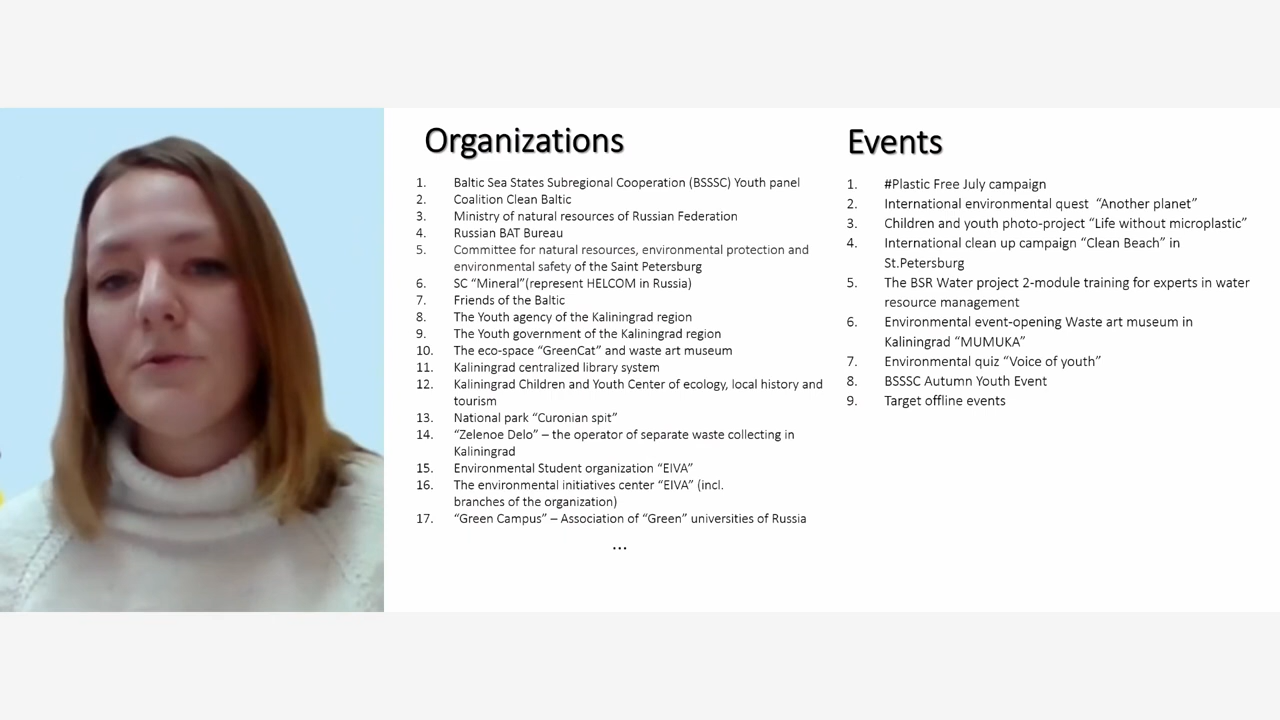 Organizations
1. Baltic Sea States Subregional Cooperation (BSSSC) Youth panel
2. Coalition Clean Baltic
3. Ministry of natural resources of Russian Federation
4. Russian BAT Bureau
5. Committee for natural resources, environmental protection and
environmental safety of the Saint Petersburg
6. SC “Mineral”(represent HELCOM in Russia)
7. Friends of the Baltic
8. The Youth agency of the Kaliningrad region
9. The Youth government of the Kaliningrad region
10. The eco-space “GreenCat” and waste art museum
11. Kaliningrad centralized library system
12. Kaliningrad Children and Youth Center of ecology, local history and
tourism
13. National park “Curonian spit”
14. “Zelenoe Delo” – the operator of separate waste collecting in
Kaliningrad
15. Environmental Student organization “EIVA”
16. The environmental initiatives center “EIVA” (incl.
branches of the organization)
17. “Green Campus” – Association of “Green” universities of Russia
...
Events
1. #Plastic Free July campaign
2. International environmental quest “Another planet”
3. Children and youth photo-project “Life without microplastic”
4. International clean up campaign “Clean Beach” in
St.Petersburg
5. The BSR Water project 2-module training for experts in water
resource management
6. Environmental event-opening Waste art museum in
Kaliningrad “MUMUKA”
7. Environmental quiz “Voice of youth”
8. BSSSC Autumn Youth Event
9. Target offline events